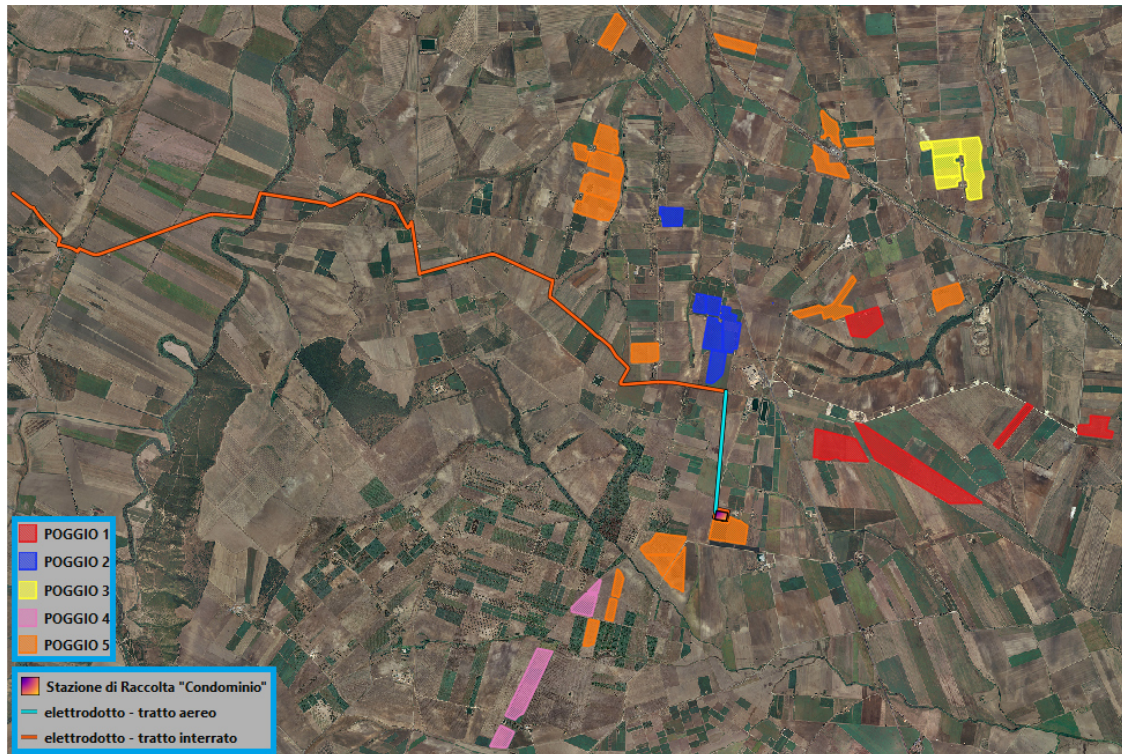 POGGIO 1
POGGIO 2
POGGIO 3
POGGIO 4
POGGIO 5
Stazione di Raccolta "Condominio"
elettrodotto - tratto aereo
elettrodotto - tratto interrato